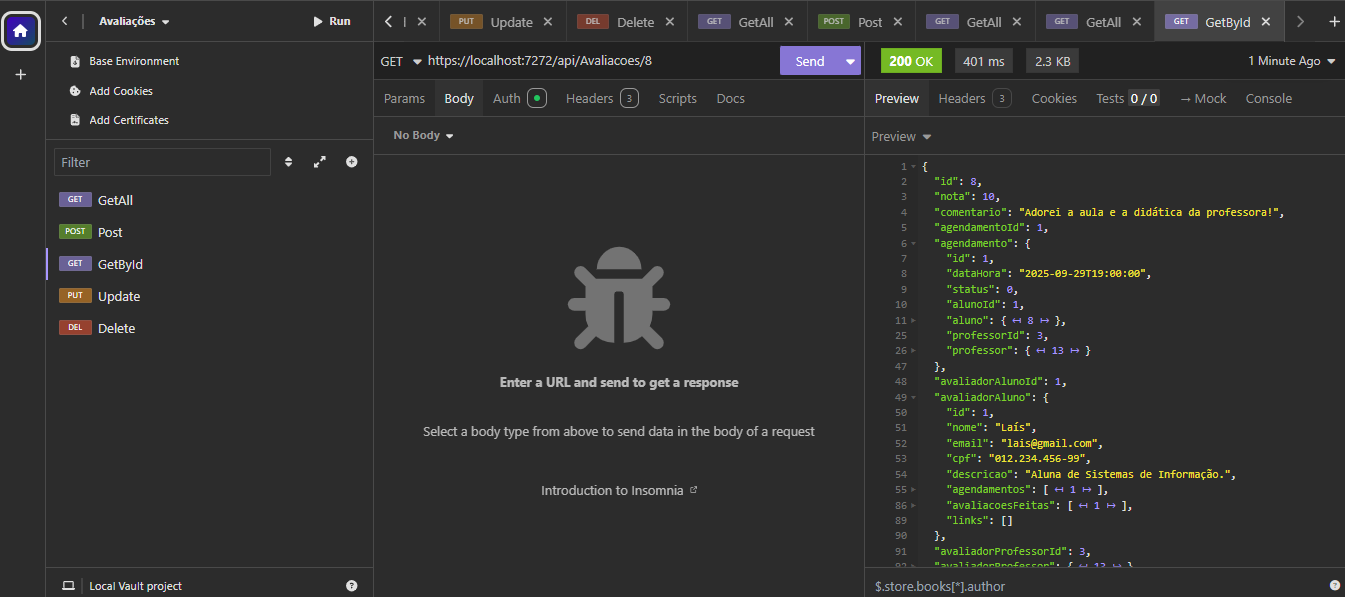 Avaliações
Run
Base Environment
Add Cookies
Add Certificates
Filter
GET GetAll
POST Post
GET GetById
PUT Update
DEL Delete
Local Vault project
PUT Update
DEL Delete
GET GetAll
POST Post
GET GetAll
GET GetAll
GET GetById
GET https://localhost:7272/api/Avaliacoes/8 Send
Params Body Auth Headers 3 Scripts Docs
No Body
Enter a URL and send to get a response
Select a body type from above to send data in the body of a request
Introduction to Insomnia
200 OK 401 ms 2.3 KB 1 Minute Ago
Preview Headers 3 Cookies Tests 0 / 0 → Mock Console
Preview
1 {
2 "id": 8,
3 "nota": 10,
4 "comentario": "Adorei a aula e a didática da professora!",
5 "agendamentoId": 1,
6 "agendamento": {
7 "id": 1,
8 "dataHora": "2025-09-29T19:00:00",
9 "status": 0,
10 "alunoId": 1,
11 "aluno": { ↤ 8 ↦ },
25 "professorId": 3,
26 "professor": { ↤ 13 ↦ }
47 },
48 "avaliadorAlunoId": 1,
49 "avaliadorAluno": {
50 "id": 1,
51 "nome": "Laís",
52 "email": "lais@gmail.com",
53 "cpf": "012.234.456-99",
54 "descricao": "Aluna de Sistemas de Informação.",
55 "agendamentos": [ ↤ 1 ↦ ],
86 "avaliacoesFeitas": [ ↤ 1 ↦ ],
89 "links": []
90 },
91 "avaliadorProfessorId": 3,
92 "avaliadorProfessor": { ↤ 13 ↦ }
$.store.books[*].author